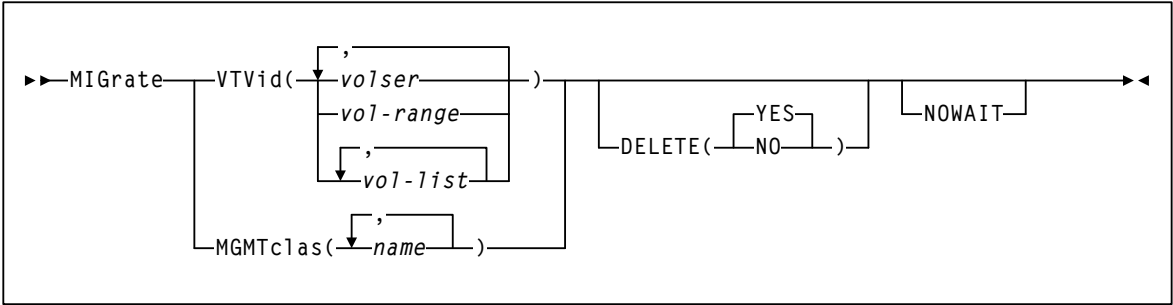 ,
MIGrate VTVid( volser ) YES NOWAIT
vol-range DELETE( NO )
,
vol-list
,
MGMTclas( name )